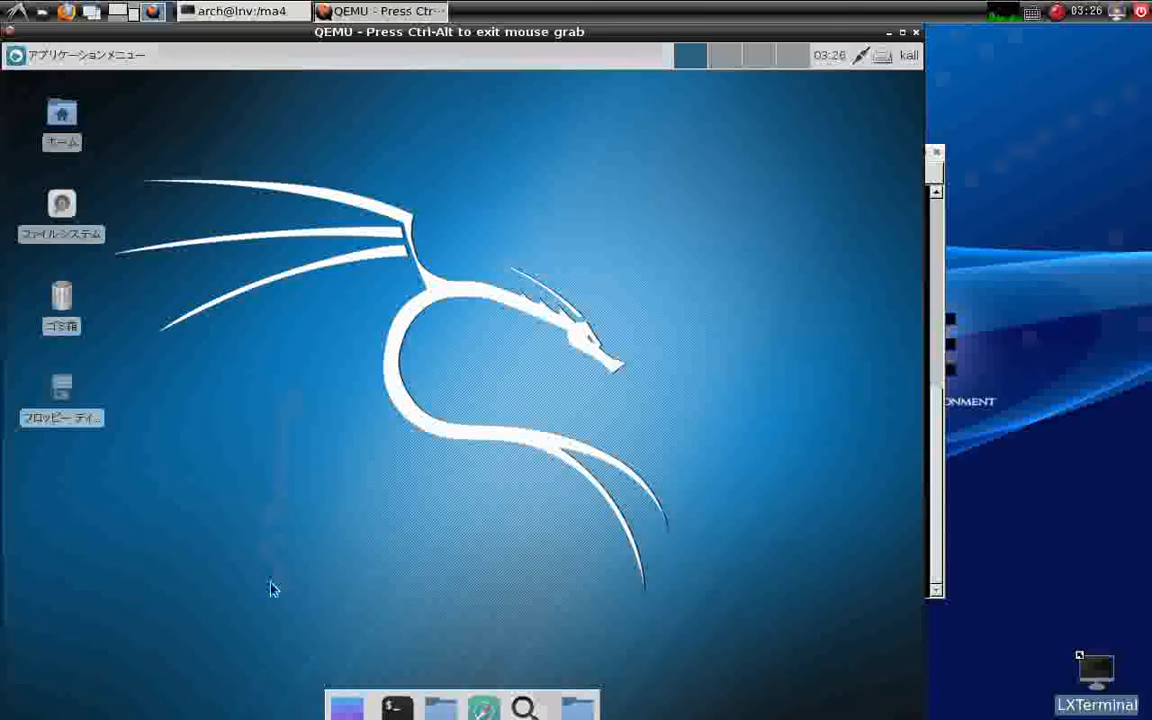 arch@lnv:/ma4
QEMU - Press Ctr...
03:26
QEMU - Press Ctrl-Alt to exit mouse grab
アプリケーションメニュー
03:26
kali
ホーム
ファイルシステム
ゴミ箱
フロッピー ディ...
ONMENT
LXTerminal